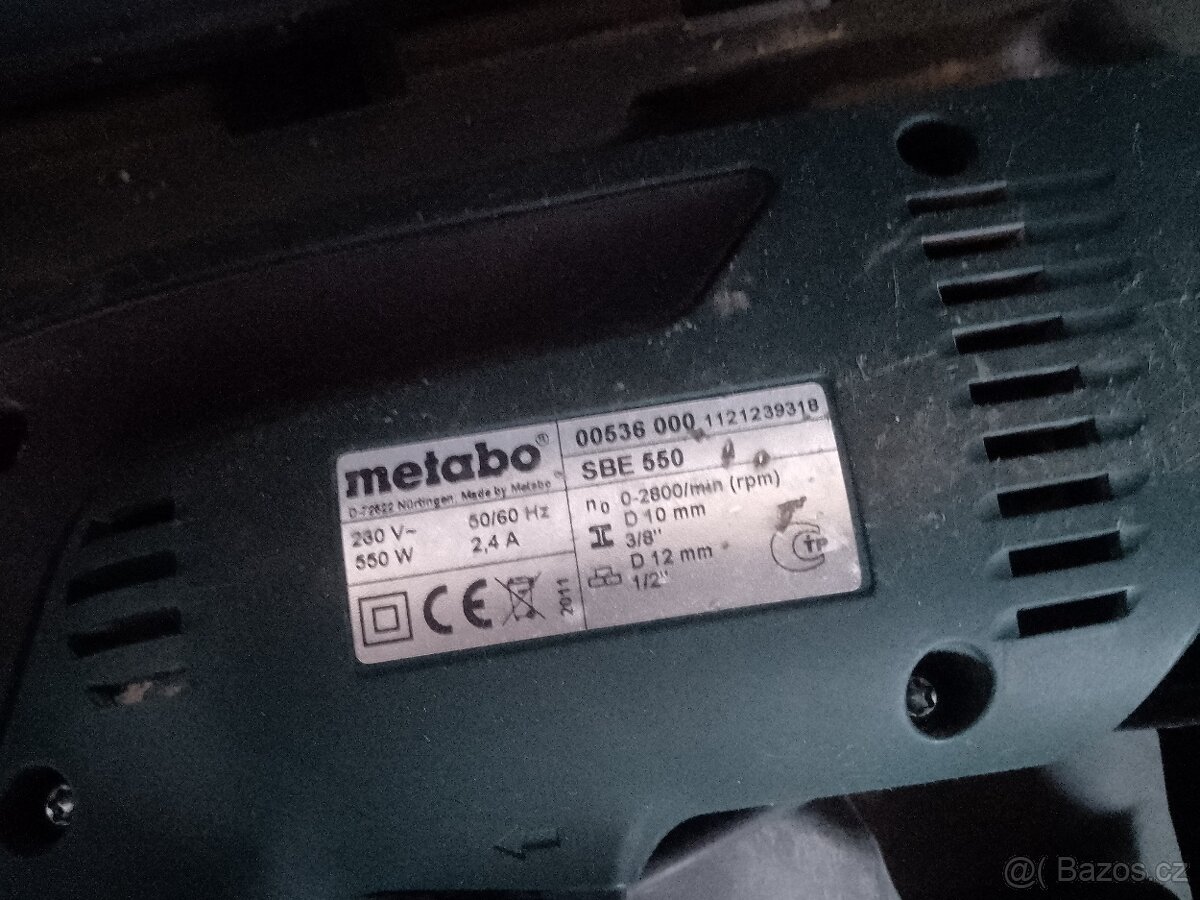 metabo®
D-72622 Nürtingen, Made by Metabo
230 V~ 50/60 Hz
550 W 2,4 A
CE
2011
00536 000 1121239318
SBE 550
n0 0-2800/min (rpm)
D 10 mm
3/8"
D 12 mm
1/2"
@( Bazos.cz